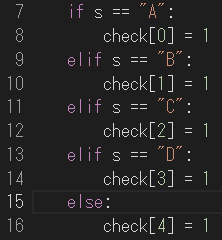 7 if s == "A":
8 check[0] = 1
9 elif s == "B":
10 check[1] = 1
11 elif s == "C":
12 check[2] = 1
13 elif s == "D":
14 check[3] = 1
15 else:
16 check[4] = 1